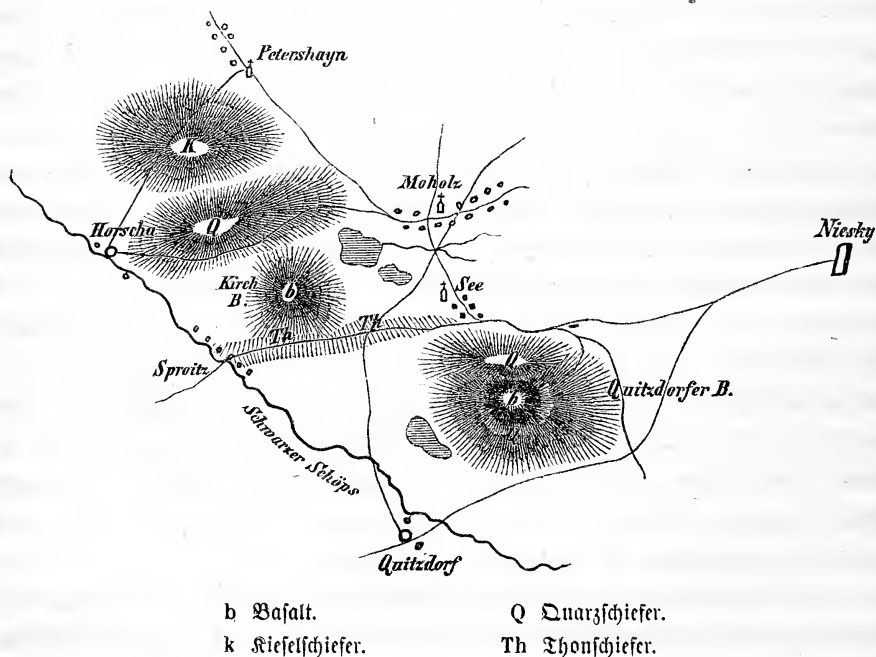 Petershayn
K
Moholz
Horscha
Q
Niesky
Kirch
B.
b
See
Th
Th
Sproitz
Q
b
Quitzdorfer B.
Q
Schwarzer Schöps
Quitzdorf
b Baſalt.
Q Quarzſchiefer.
k Kieſelſchiefer.
Th Thonſchiefer.